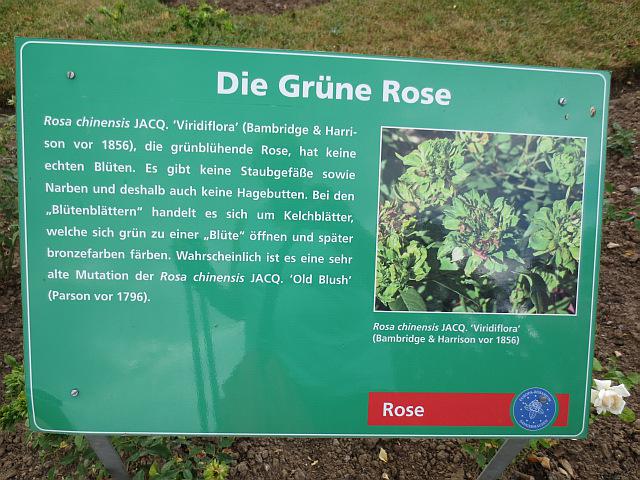 Die Grüne Rose
Rosa chinensis JACQ. 'Viridiflora' (Bambridge & Harri-
son vor 1856), die grünblühende Rose, hat keine
echten Blüten. Es gibt keine Staubgefäße sowie
Narben und deshalb auch keine Hagebutten. Bei den
„Blütenblättern" handelt es sich um Kelchblätter,
welche sich grün zu einer „Blüte" öffnen und später
bronzefarben färben. Wahrscheinlich ist es eine sehr
alte Mutation der Rosa chinensis JACQ. 'Old Blush'
(Parson vor 1796).
Rosa chinensis JACQ. 'Viridiflora'
(Bambridge & Harrison vor 1856)
Rose